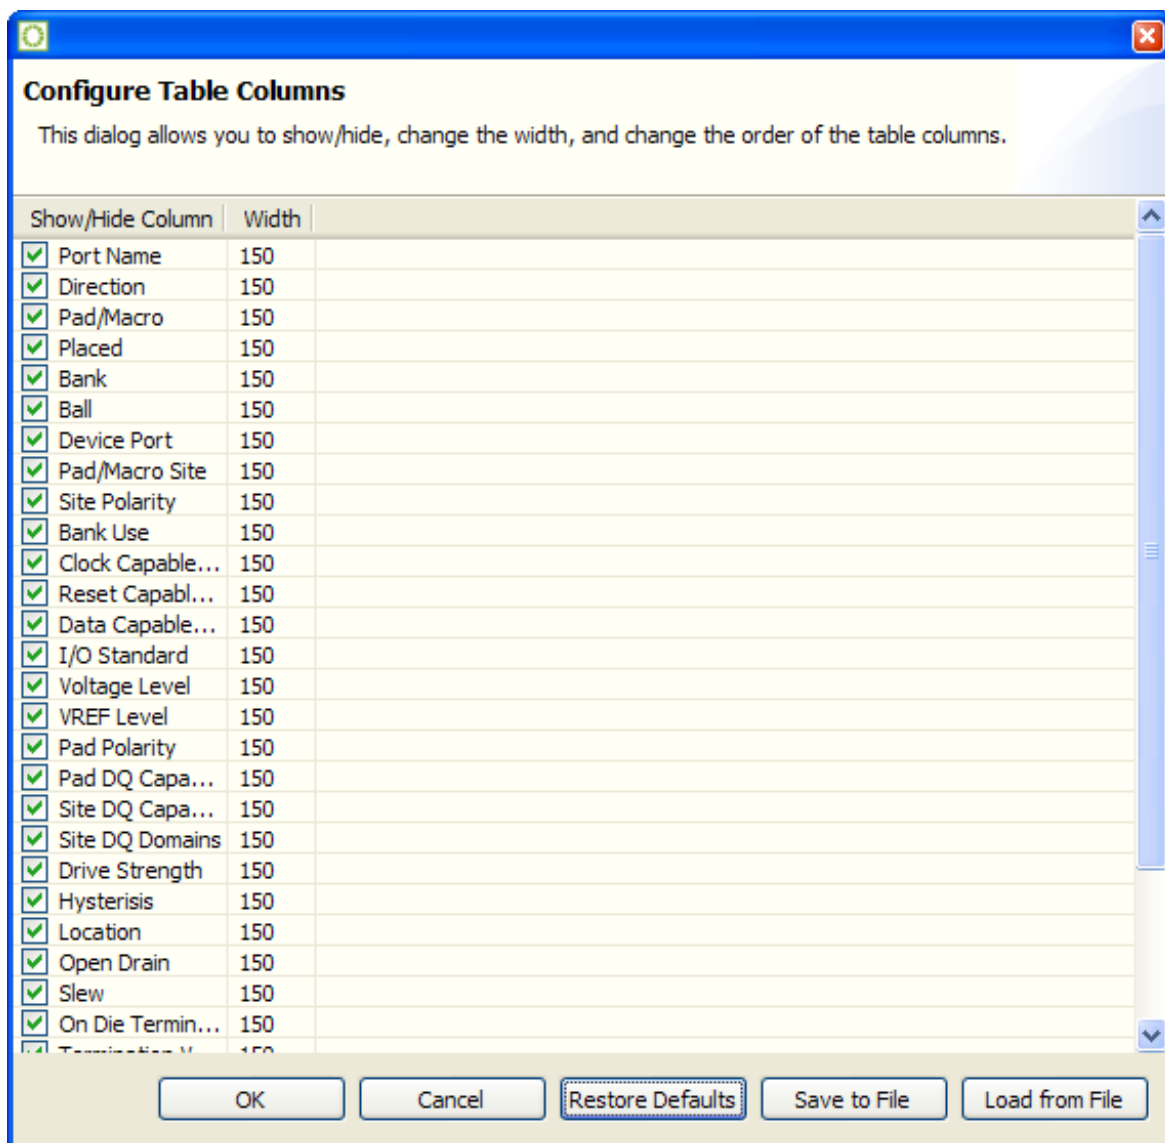 Configure Table Columns
This dialog allows you to show/hide, change the width, and change the order of the table columns.
Show/Hide Column Width
Port Name 150
Direction 150
Pad/Macro 150
Placed 150
Bank 150
Ball 150
Device Port 150
Pad/Macro Site 150
Site Polarity 150
Bank Use 150
Clock Capable... 150
Reset Capabl... 150
Data Capable... 150
I/O Standard 150
Voltage Level 150
VREF Level 150
Pad Polarity 150
Pad DQ Capa... 150
Site DQ Capa... 150
Site DQ Domains 150
Drive Strength 150
Hysterisis 150
Location 150
Open Drain 150
Slew 150
On Die Termin... 150
Termination V... 150
OK Cancel Restore Defaults Save to File Load from File